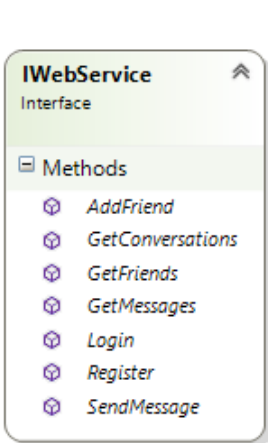 IWebService
Interface
Methods
AddFriend
GetConversations
GetFriends
GetMessages
Login
Register
SendMessage